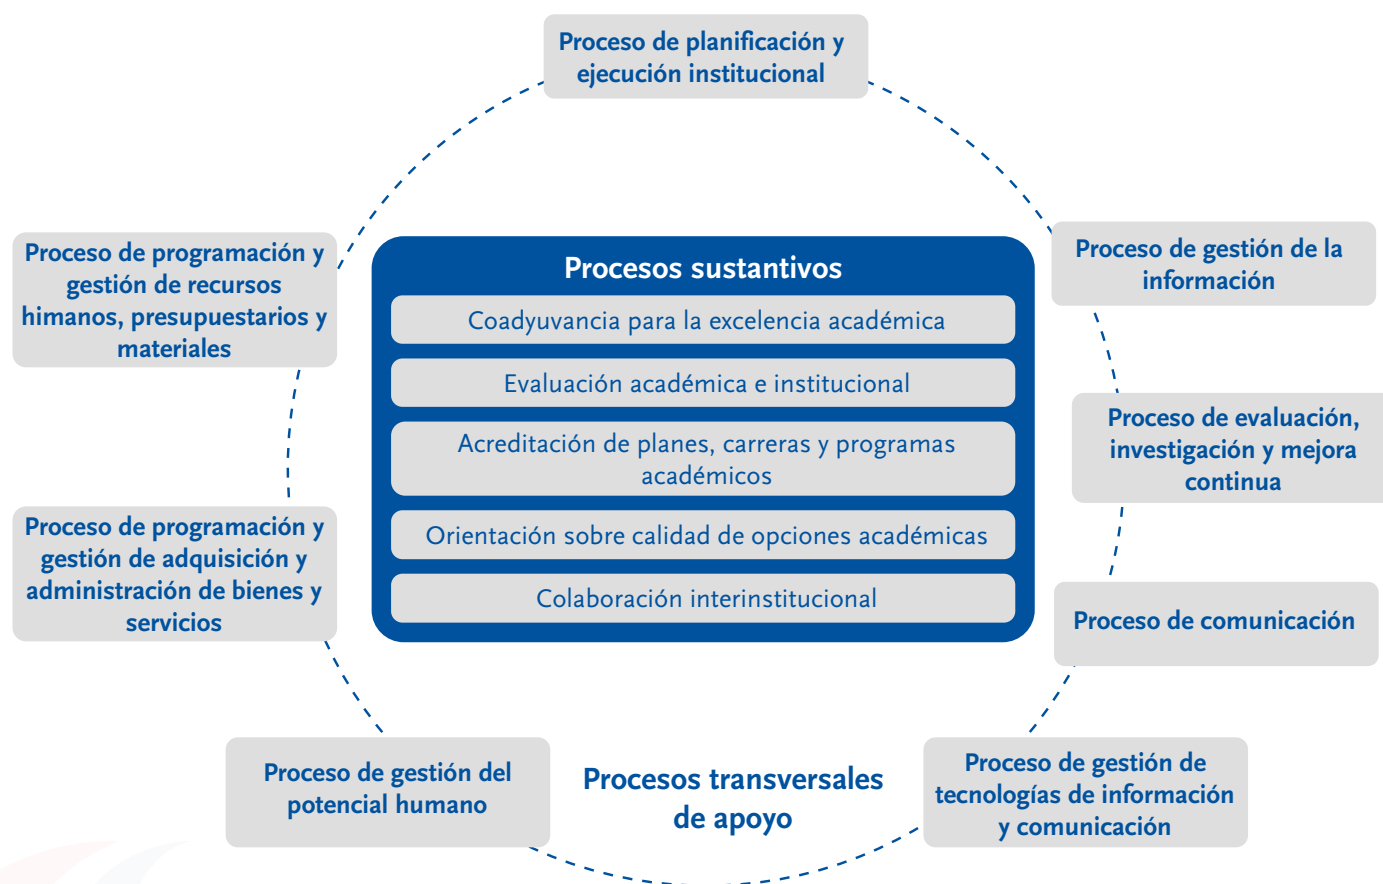 Proceso de planificación y
ejecución institucional
Proceso de programación y
gestión de recursos
himanos, presupuestarios y
materiales
Procesos sustantivos
Coadyuvancia para la excelencia académica
Evaluación académica e institucional
Acreditación de planes, carreras y programas
académicos
Orientación sobre calidad de opciones académicas
Colaboración interinstitucional
Proceso de gestión de la
información
Proceso de evaluación,
investigación y mejora
continua
Proceso de programación y
gestión de adquisición y
administración de bienes y
servicios
Proceso de comunicación
Proceso de gestión del
potencial humano
Procesos transversales
de apoyo
Proceso de gestión de
tecnologías de información
y comunicación